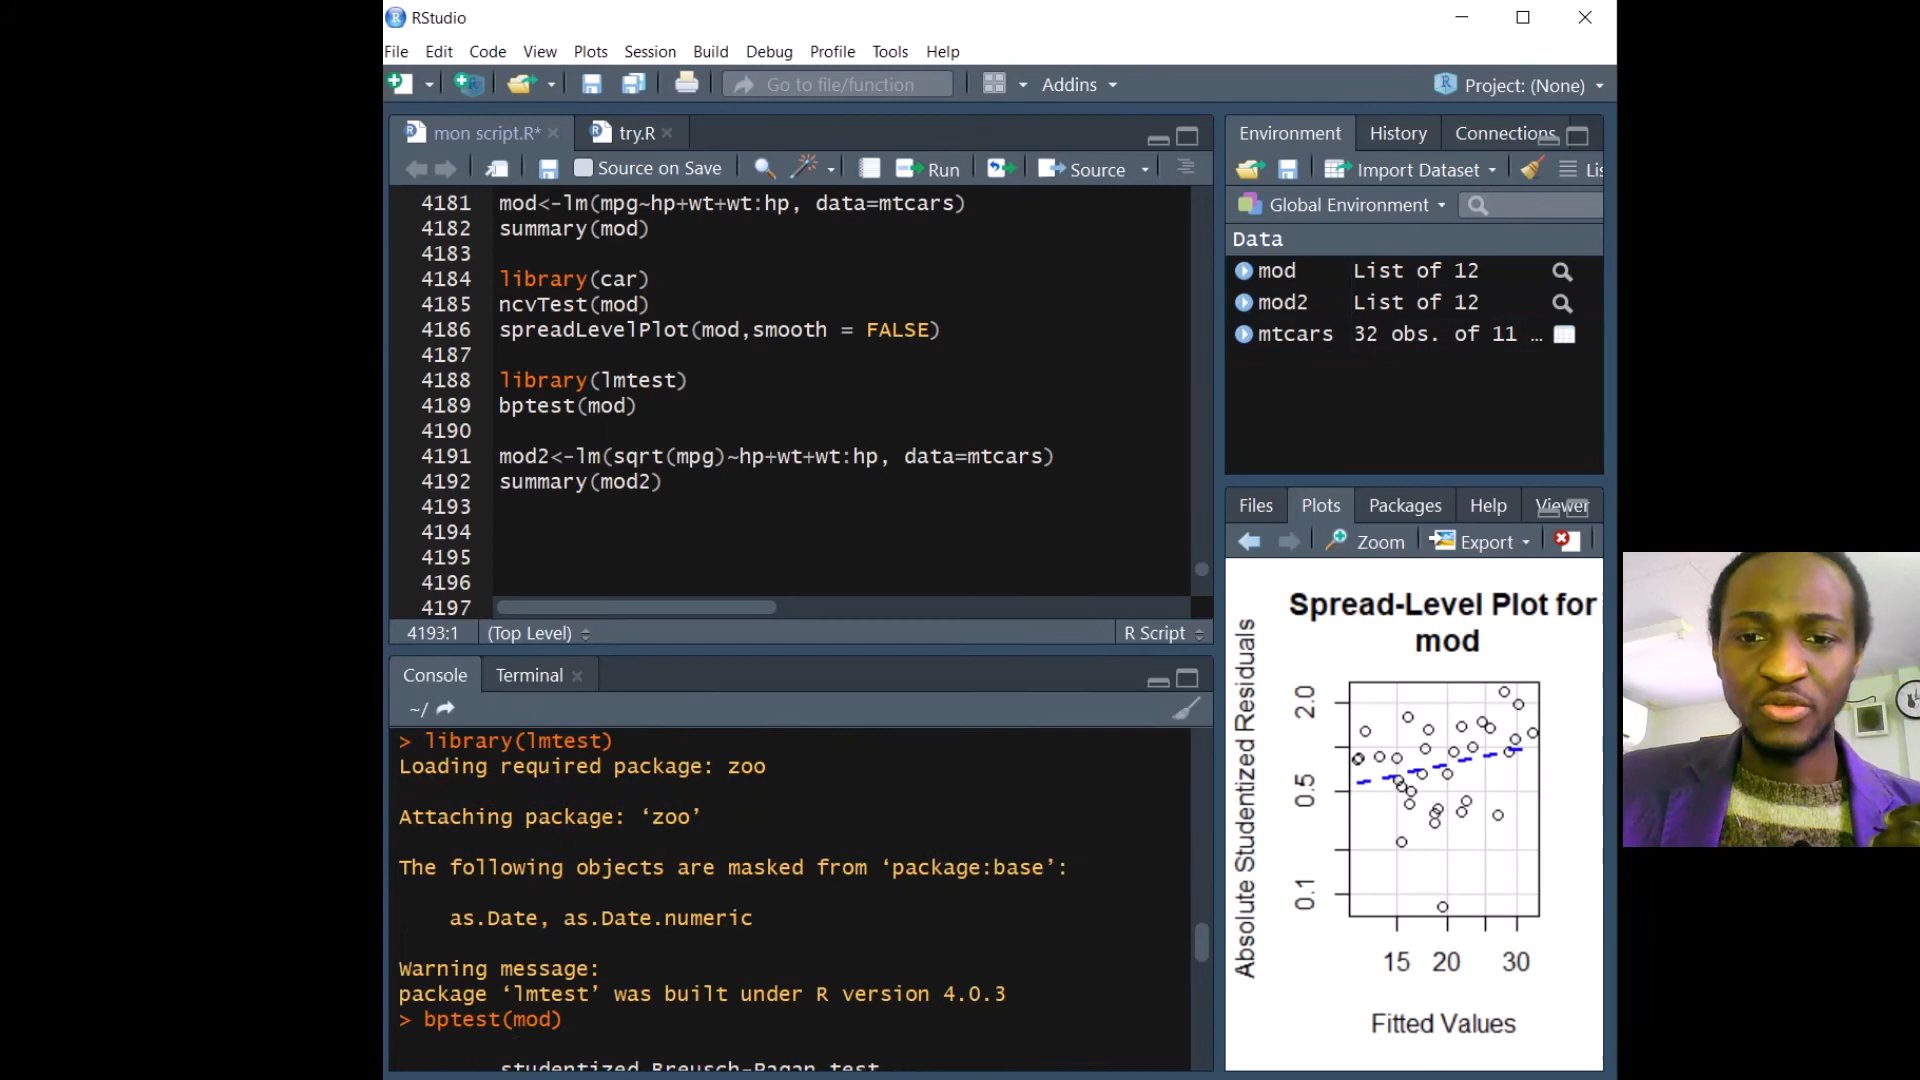 RStudio
File Edit Code View Plots Session Build Debug Profile Tools Help
Go to file/function Addins Project: (None)
mon script.R* try.R
Source on Save Run Source
4181 mod<-lm(mpg~hp+wt+wt:hp, data=mtcars)
4182 summary(mod)
4183
4184 library(car)
4185 ncvTest(mod)
4186 spreadLevelPlot(mod,smooth = FALSE)
4187
4188 library(lmtest)
4189 bptest(mod)
4190
4191 mod2<-lm(sqrt(mpg)~hp+wt+wt:hp, data=mtcars)
4192 summary(mod2)
4193
4194
4195
4196
4197
4193:1 (Top Level) R Script
Console Terminal
~/
> library(lmtest)
Loading required package: zoo
Attaching package: ‘zoo’
The following objects are masked from ‘package:base’:
as.Date, as.Date.numeric
Warning message:
package ‘lmtest’ was built under R version 4.0.3
> bptest(mod)
studentized Breusch-Pagan test
Environment History Connections
Import Dataset Lis
Global Environment
Data
mod List of 12
mod2 List of 12
mtcars 32 obs. of 11 …
Files Plots Packages Help Viewer
Zoom Export
Spread-Level Plot for
mod
Absolute Studentized Residuals
2.0
0.5
0.1
15 20 30
Fitted Values